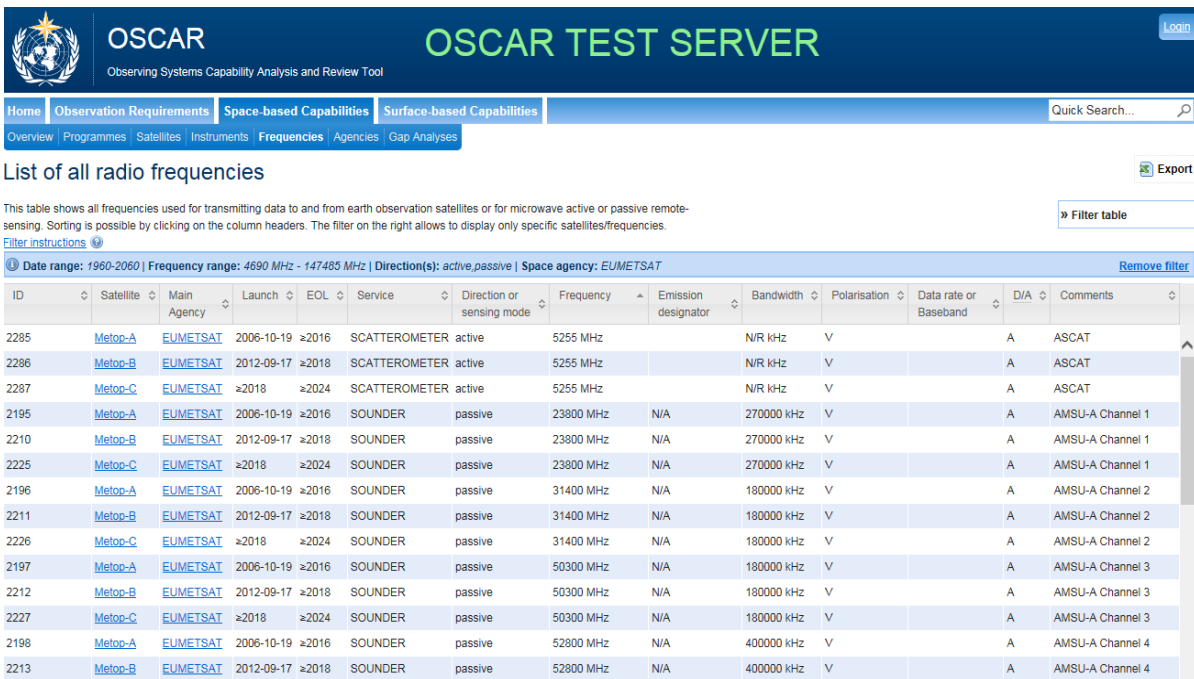 OSCAR
OSCAR TEST SERVER
Login
Observing Systems Capability Analysis and Review Tool
Home Observation Requirements Space-based Capabilities Surface-based Capabilities Quick Search...
Overview Programmes Satellites Instruments Frequencies Agencies Gap Analyses
List of all radio frequencies
Export
This table shows all frequencies used for transmitting data to and from earth observation satellites or for microwave active or passive remote-
sensing. Sorting is possible by clicking on the column headers. The filter on the right allows to display only specific satellites/frequencies.
Filter instructions
» Filter table
Date range: 1960-2060 | Frequency range: 4690 MHz - 147485 MHz | Direction(s): active,passive | Space agency: EUMETSAT Remove filter
ID Satellite Main Agency Launch EOL Service Direction or sensing mode Frequency Emission designator Bandwidth Polarisation Data rate or Baseband D/A Comments
2285 Metop-A EUMETSAT 2006-10-19 ≥2016 SCATTEROMETER active 5255 MHz N/R kHz V A ASCAT
2286 Metop-B EUMETSAT 2012-09-17 ≥2018 SCATTEROMETER active 5255 MHz N/R kHz V A ASCAT
2287 Metop-C EUMETSAT ≥2018 ≥2024 SCATTEROMETER active 5255 MHz N/R kHz V A ASCAT
2195 Metop-A EUMETSAT 2006-10-19 ≥2016 SOUNDER passive 23800 MHz N/A 270000 kHz V A AMSU-A Channel 1
2210 Metop-B EUMETSAT 2012-09-17 ≥2018 SOUNDER passive 23800 MHz N/A 270000 kHz V A AMSU-A Channel 1
2225 Metop-C EUMETSAT ≥2018 ≥2024 SOUNDER passive 23800 MHz N/A 270000 kHz V A AMSU-A Channel 1
2196 Metop-A EUMETSAT 2006-10-19 ≥2016 SOUNDER passive 31400 MHz N/A 180000 kHz V A AMSU-A Channel 2
2211 Metop-B EUMETSAT 2012-09-17 ≥2018 SOUNDER passive 31400 MHz N/A 180000 kHz V A AMSU-A Channel 2
2226 Metop-C EUMETSAT ≥2018 ≥2024 SOUNDER passive 31400 MHz N/A 180000 kHz V A AMSU-A Channel 2
2197 Metop-A EUMETSAT 2006-10-19 ≥2016 SOUNDER passive 50300 MHz N/A 180000 kHz V A AMSU-A Channel 3
2212 Metop-B EUMETSAT 2012-09-17 ≥2018 SOUNDER passive 50300 MHz N/A 180000 kHz V A AMSU-A Channel 3
2227 Metop-C EUMETSAT ≥2018 ≥2024 SOUNDER passive 50300 MHz N/A 180000 kHz V A AMSU-A Channel 3
2198 Metop-A EUMETSAT 2006-10-19 ≥2016 SOUNDER passive 52800 MHz N/A 400000 kHz V A AMSU-A Channel 4
2213 Metop-B EUMETSAT 2012-09-17 ≥2018 SOUNDER passive 52800 MHz N/A 400000 kHz V A AMSU-A Channel 4